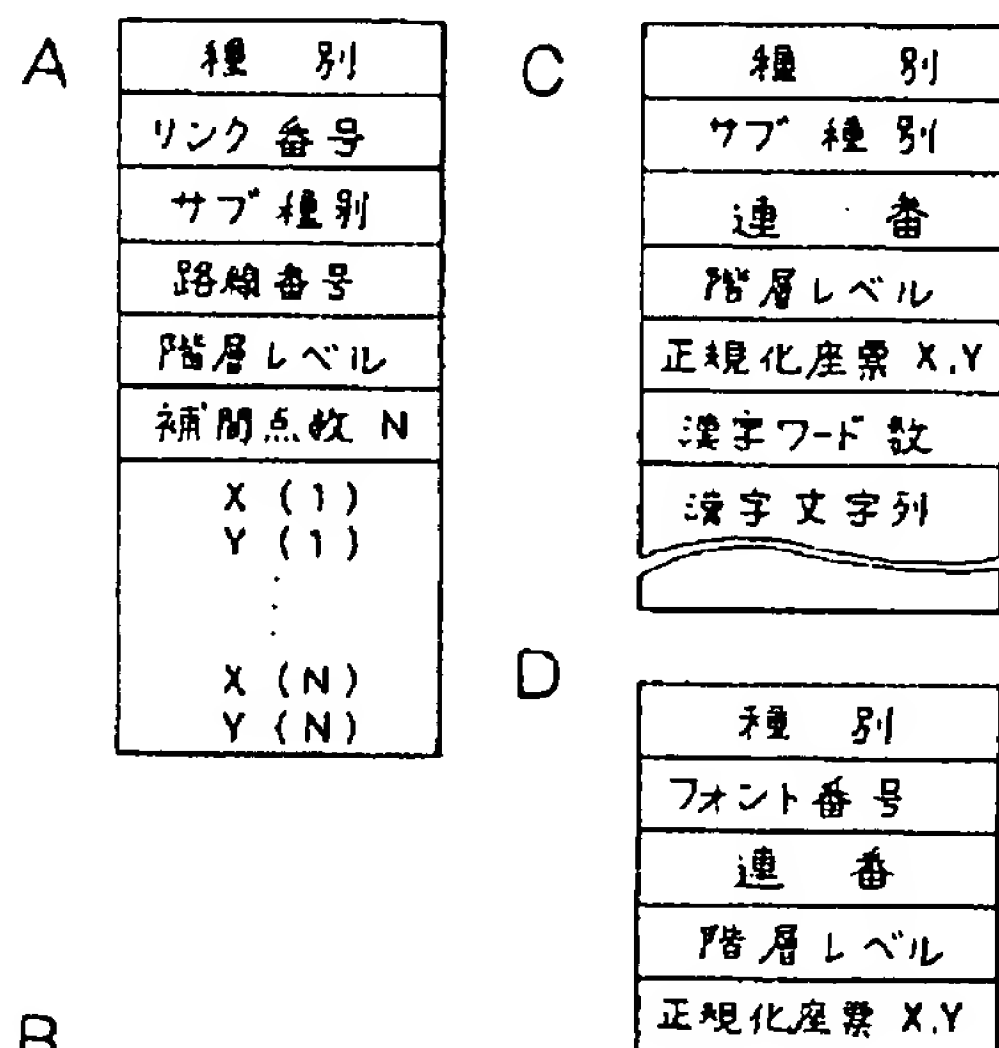 A
種 別
リンク番号
サブ種別
路線番号
階層レベル
補間点数 N
X (1)
Y (1)
X (N)
Y (N)
B
C
種 別
サブ種別
連 番
階層レベル
正規化座票 X,Y
漢字ワード数
漢字文字列
D
種 別
フォント番号
連 番
階層レベル
正規化座票 X,Y